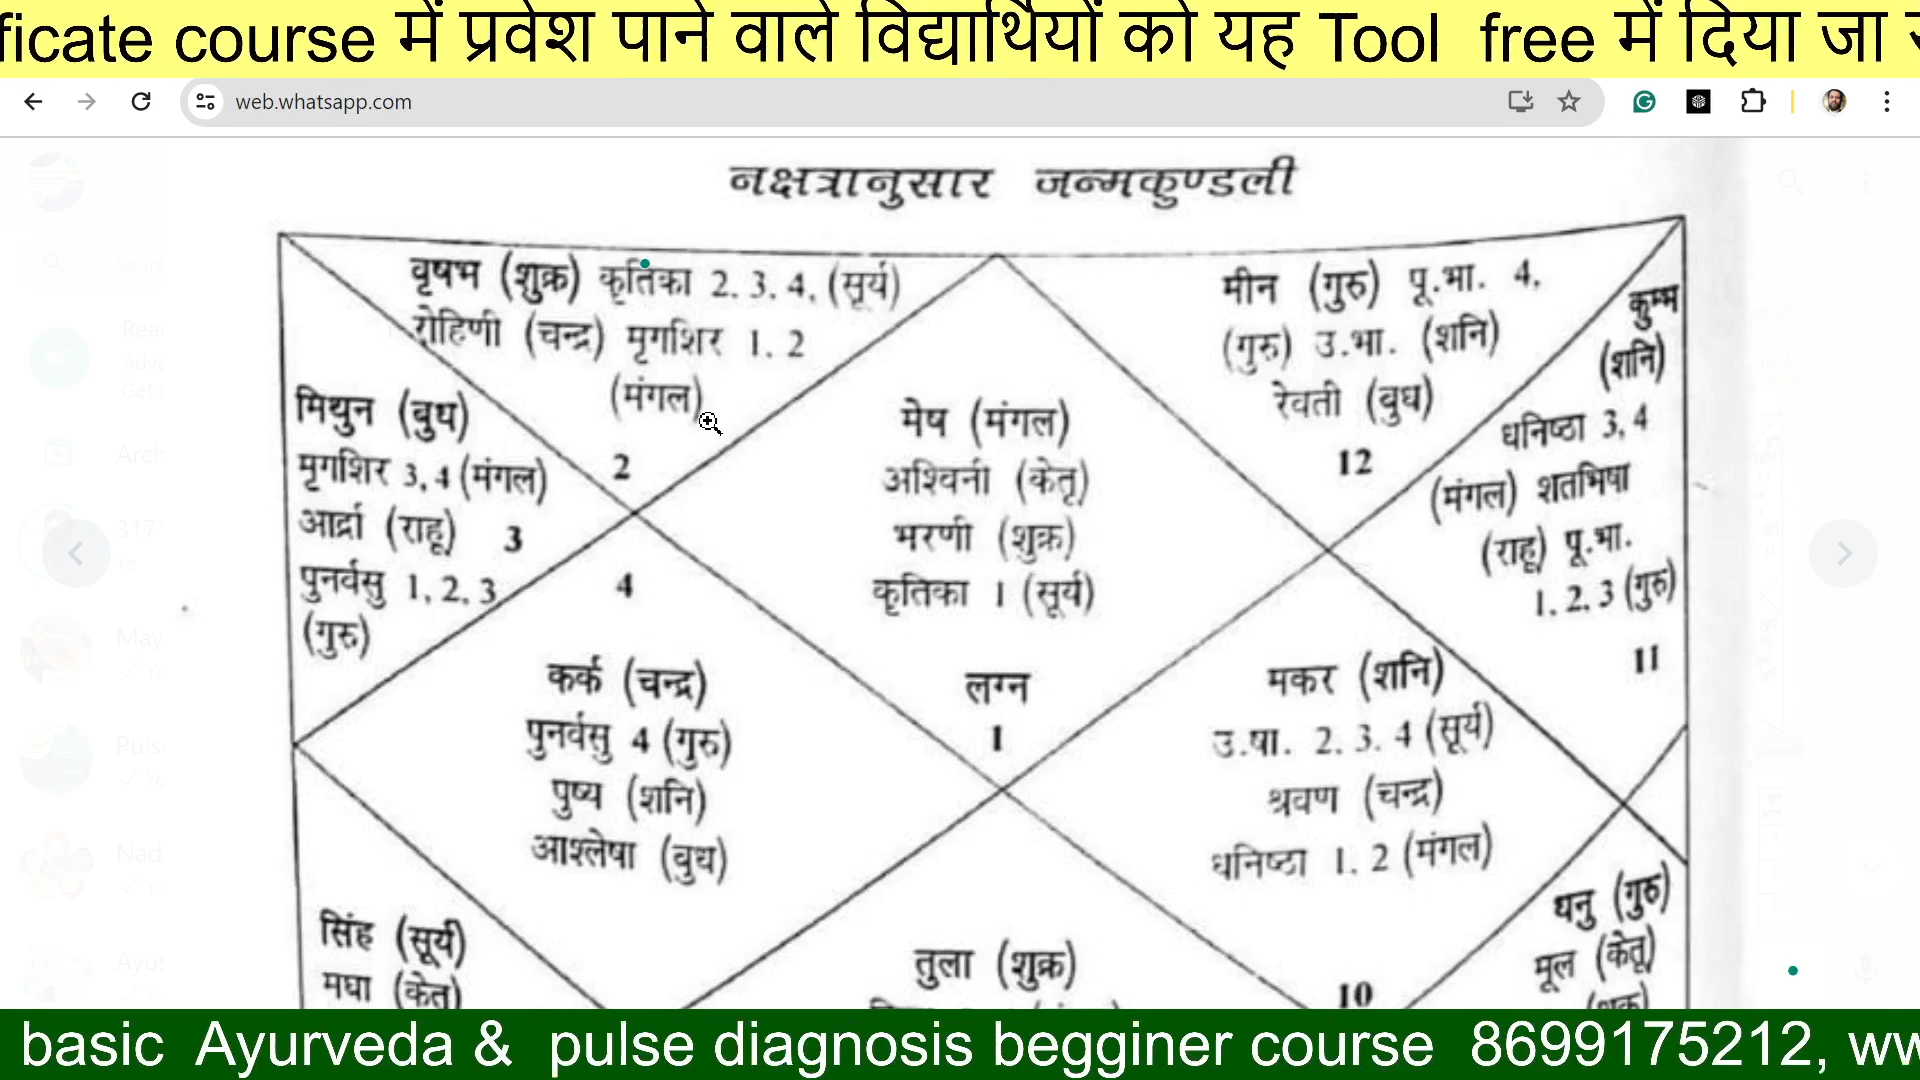 ficate course में प्रवेश पाने वाले विद्यार्थियों को यह Tool free में दिया जा
web.whatsapp.com
नक्षत्रानुसार जन्मकुण्डली
वृषभ (शुक्र) कृतिका 2. 3. 4. (सूर्य)
रोहिणी (चन्द्र) मृगशिर 1. 2
(मंगल)
2
मीन (गुरु) पू.भा. 4.
(गुरु) उ.भा. (शनि)
रेवती (बुध)
12
कुम्भ
(शनि)
धनिष्ठा 3, 4
(मंगल) शतभिषा
(राहू) पू.भा.
1. 2. 3 (गुरु)
11
मिथुन (बुध)
मृगशिर 3, 4 (मंगल)
आर्द्रा (राहू) 3
पुनर्वसु 1. 2. 3
(गुरु)
मेष (मंगल)
अश्विनी (केतू)
भरणी (शुक्र)
कृतिका 1 (सूर्य)
लग्न
1
4
कर्क (चन्द्र)
पुनर्वसु 4 (गुरु)
पुष्य (शनि)
आश्लेषा (बुध)
मकर (शनि)
उ.षा. 2. 3. 4 (सूर्य)
श्रवण (चन्द्र)
धनिष्ठा 1. 2 (मंगल)
10
सिंह (सूर्य)
मघा (केतू)
तुला (शुक्र)
धनु (गुरु)
मूल (केतू)
basic Ayurveda & pulse diagnosis begginer course 8699175212, ww